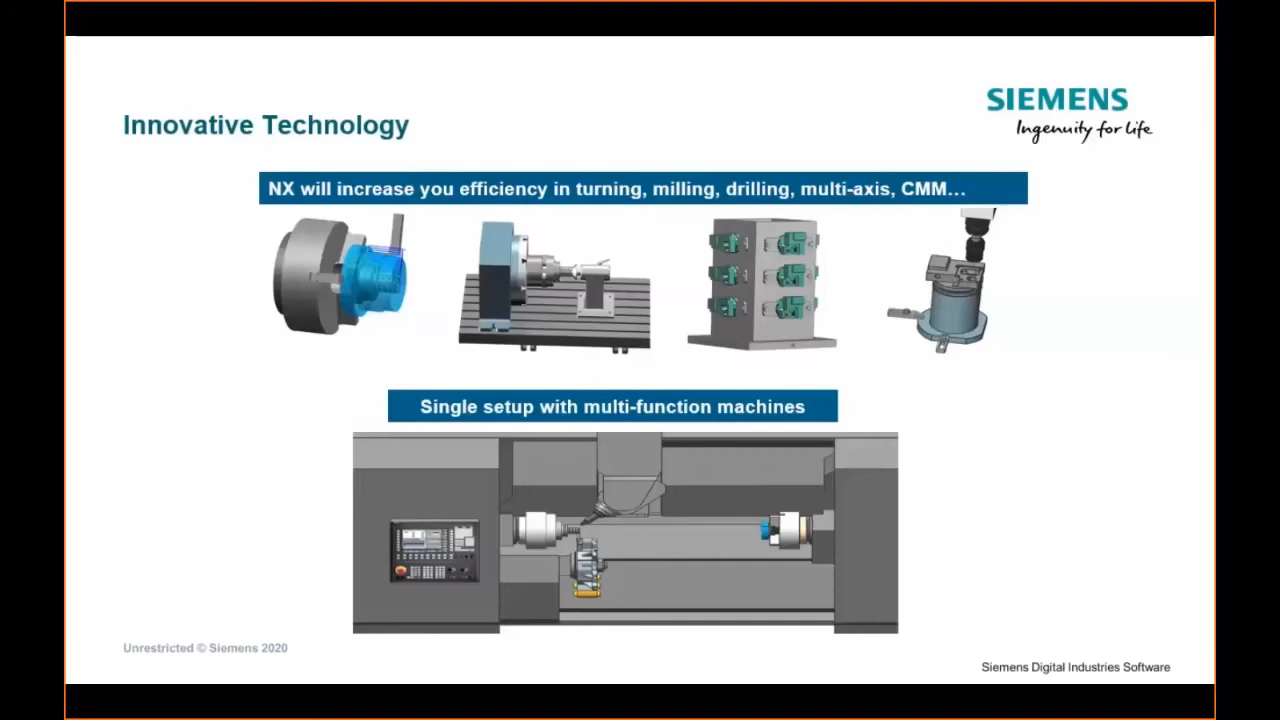 SIEMENS
Ingenuity for life
Innovative Technology
NX will increase you efficiency in turning, milling, drilling, multi-axis, CMM...
Single setup with multi-function machines
Unrestricted © Siemens 2020
Siemens Digital Industries Software